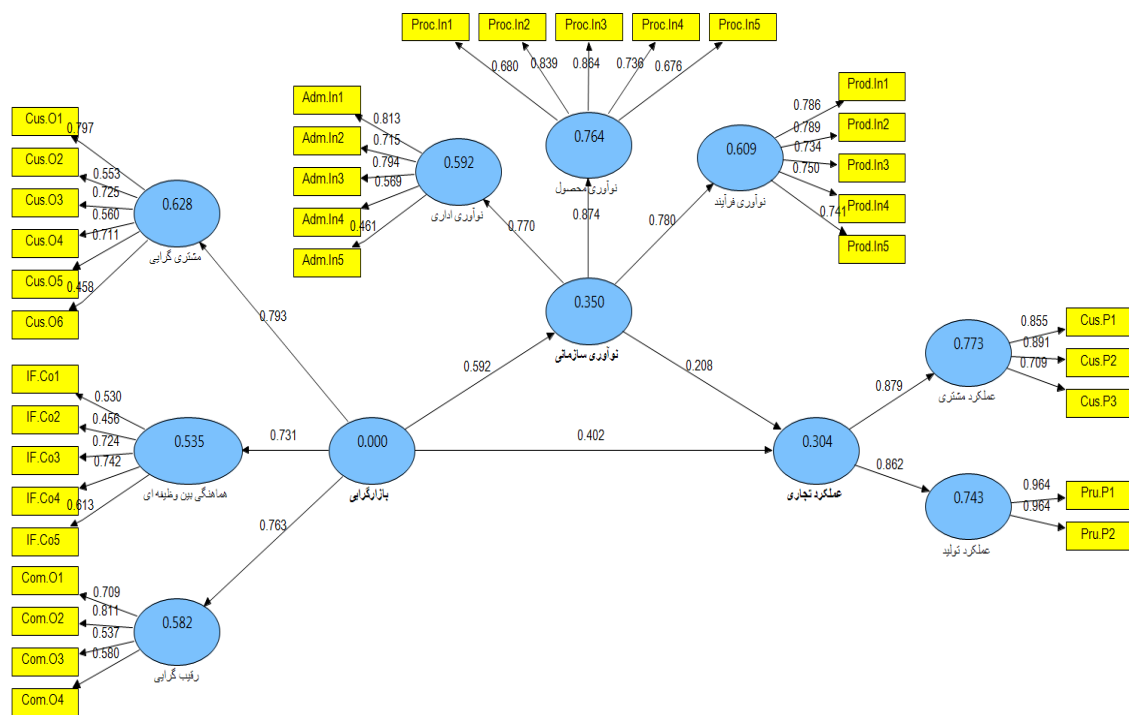 Proc.In1
Proc.In2
Proc.In3
Proc.In4
Proc.In5
0.680
0.839
0.864
0.736
0.676
0.764
نوآوری محصول
Adm.In1
Adm.In2
Adm.In3
Adm.In4
Adm.In5
0.813
0.715
0.794
0.569
0.461
0.592
نوآوری اداری
Prod.In1
Prod.In2
Prod.In3
Prod.In4
Prod.In5
0.786
0.789
0.734
0.750
0.741
0.609
نوآوری فرآیند
Cus.O1
Cus.O2
Cus.O3
Cus.O4
Cus.O5
Cus.O6
0.797
0.553
0.725
0.560
0.711
0.458
0.628
مشتری گرایی
0.770
0.874
0.780
0.350
نوآوری سازمانی
0.793
0.592
0.208
IF.Co1
IF.Co2
IF.Co3
IF.Co4
IF.Co5
0.530
0.456
0.724
0.742
0.613
0.535
هماهنگی بین وظیفه ای
0.731
0.000
بازارگرایی
0.402
0.304
عملکرد تجاری
0.879
0.773
عملکرد مشتری
0.855
0.891
0.709
Cus.P1
Cus.P2
Cus.P3
0.862
0.743
عملکرد تولید
0.964
0.964
Pru.P1
Pru.P2
0.763
Com.O1
Com.O2
Com.O3
Com.O4
0.709
0.811
0.537
0.580
0.582
رقیب گرایی